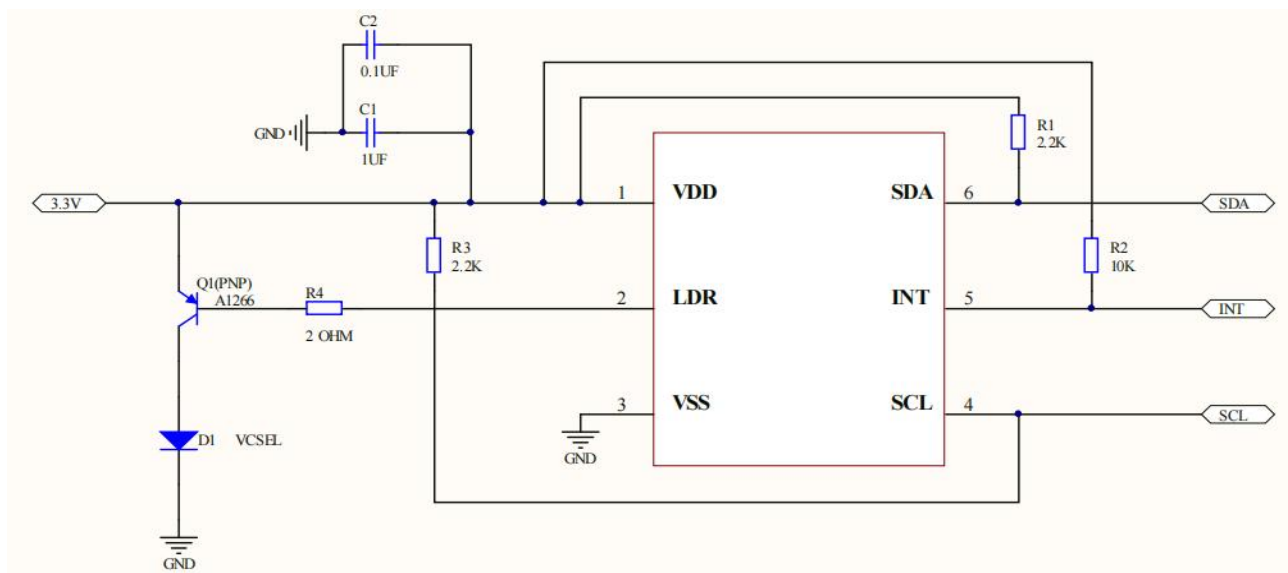 C2
0.1UF
C1
GND
1UF
R1
2.2K
3.3V
1
VDD
SDA
6
SDA
R3
2.2K
R2
10K
Q1(PNP)
A1266
R4
2 OHM
2
LDR
INT
5
INT
3
VSS
SCL
4
SCL
D1 VCSEL
GND
GND